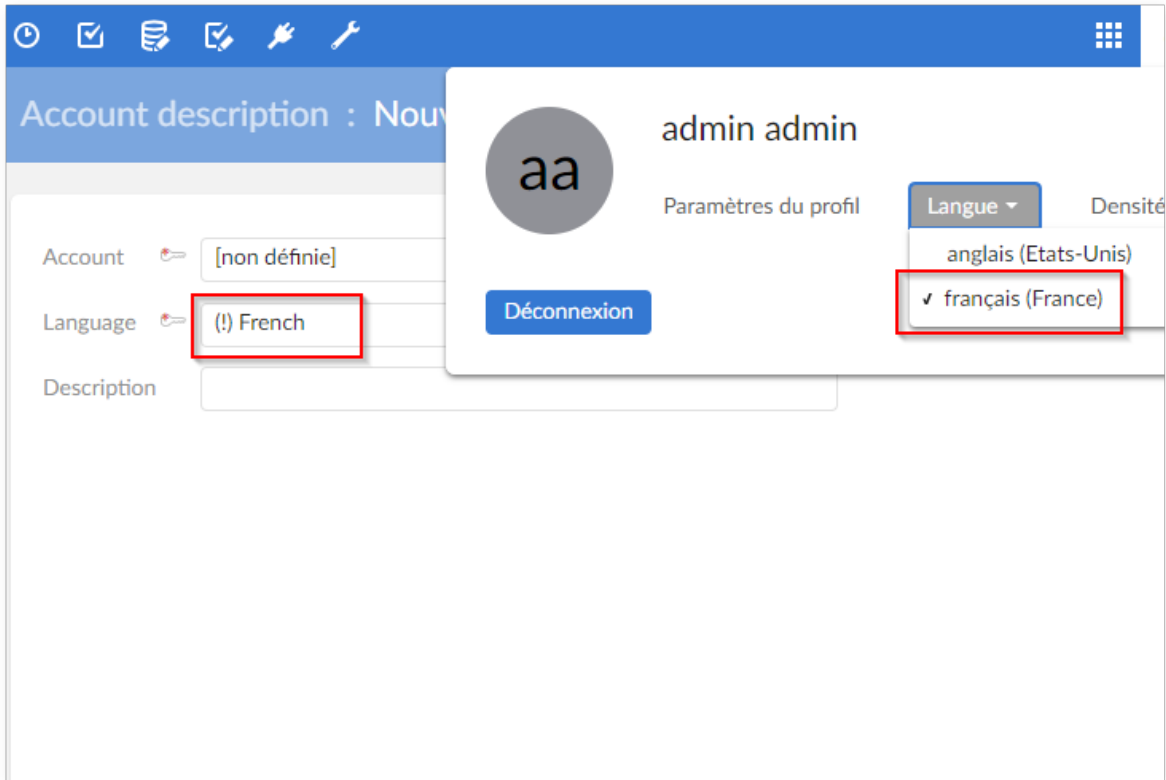 Account description : Nouv
admin admin
aa
Paramètres du profil
Langue
Densité
anglais (Etats-Unis)
✓ français (France)
Déconnexion
Account
[non définie]
Language
(!) French
Description